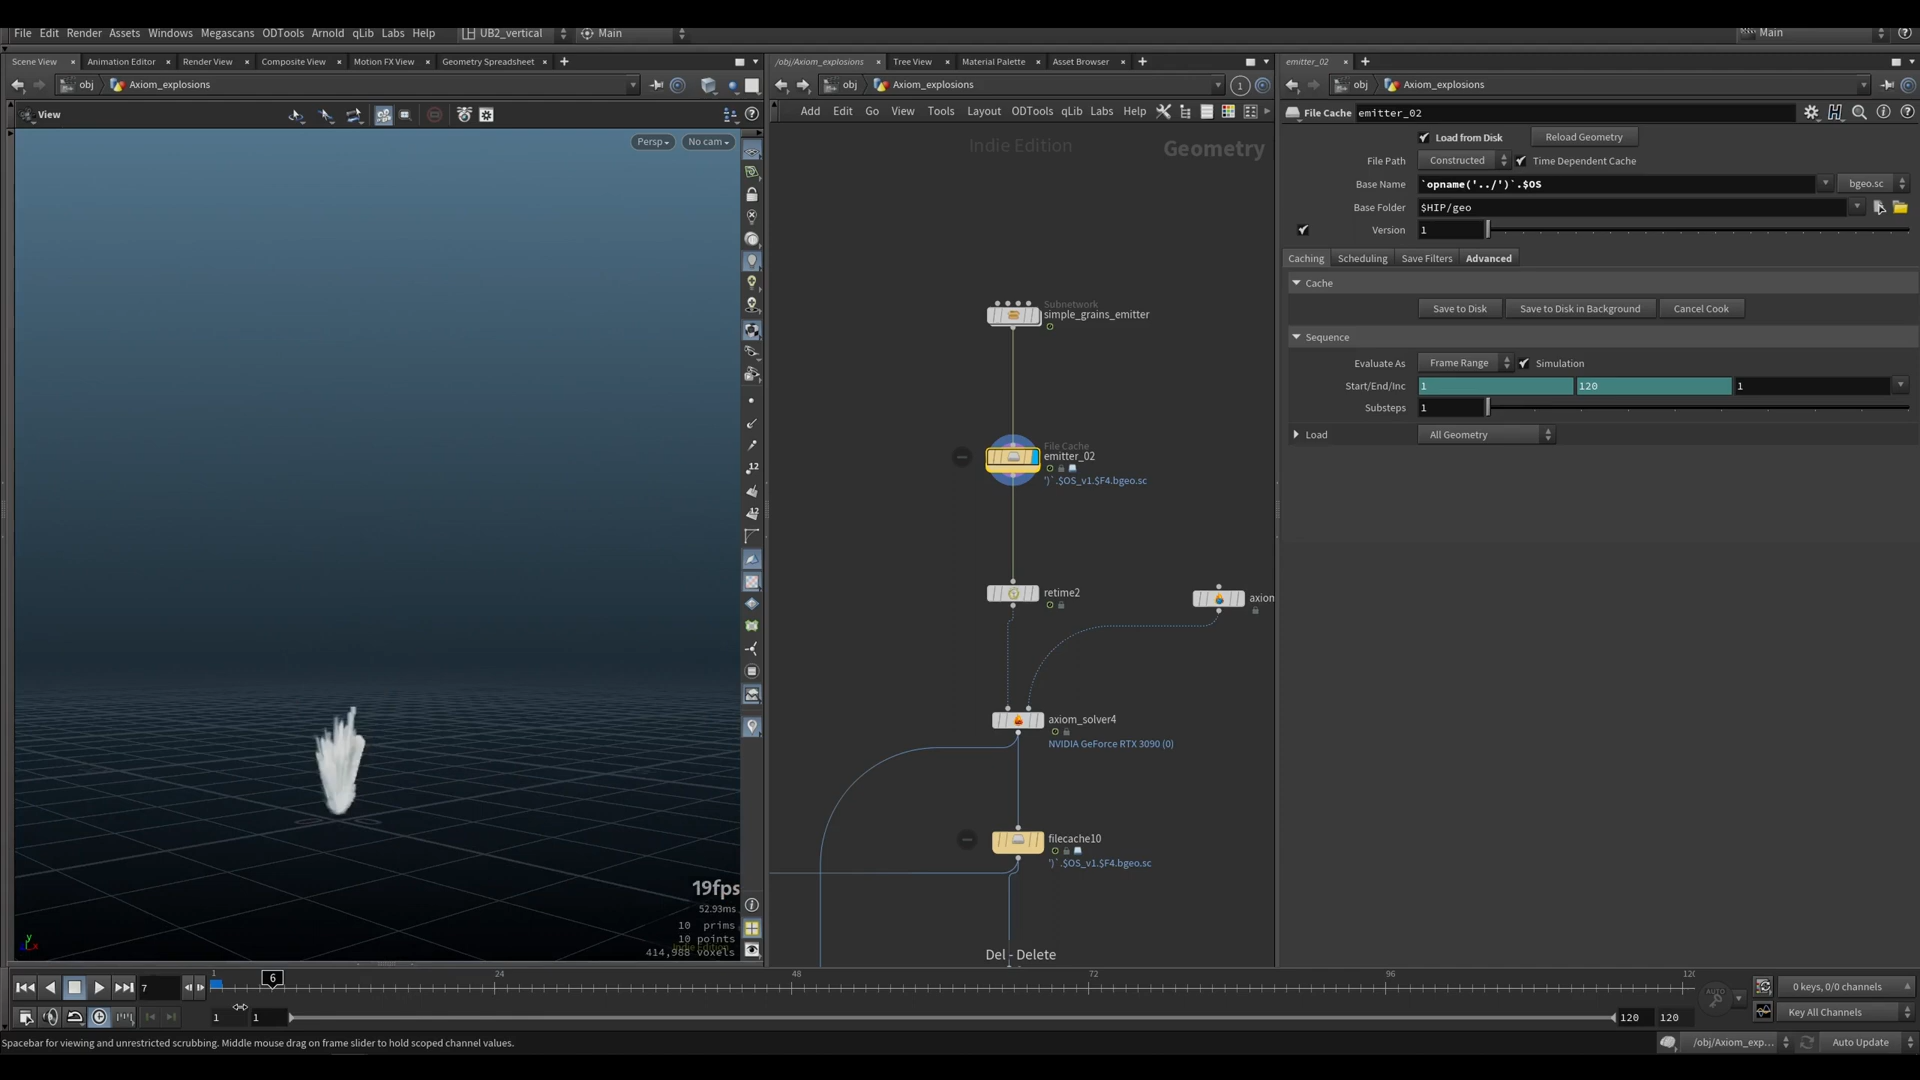 File Edit Render Assets Windows Megascans ODTools Arnold qLib Labs Help UB2_vertical Main Main
Scene View Animation Editor Render View Composite View Motion FX View Geometry Spreadsheet
obj Axiom_explosions
View
Persp No cam
19fps
52.93ms
10 prims
10 points
414,988 voxels
/obj/Axiom_explosions Tree View Material Palette Asset Browser
obj Axiom_explosions
Add Edit Go View Tools Layout ODTools qLib Labs Help
Indie Edition Geometry
Subnetwork
simple_grains_emitter
File Cache
emitter_02
')`.$OS_v1.$F4.bgeo.sc
retime2
axiom
axiom_solver4
NVIDIA GeForce RTX 3090 (0)
filecache10
')`.$OS_v1.$F4.bgeo.sc
Del - Delete
emitter_02
obj Axiom_explosions
File Cache emitter_02
Load from Disk Reload Geometry
File Path Constructed Time Dependent Cache
Base Name `opname('../')`.$OS bgeo.sc
Base Folder $HIP/geo
Version 1
Caching Scheduling Save Filters Advanced
Cache
Save to Disk Save to Disk in Background Cancel Cook
Sequence
Evaluate As Frame Range Simulation
Start/End/Inc 1 120 1
Substeps 1
Load All Geometry
7 1 6 24 48 72 96 120
0 keys, 0/0 channels
1 1 120 120 Key All Channels
AUTO
Spacebar for viewing and unrestricted scrubbing. Middle mouse drag on frame slider to hold scoped channel values.
/obj/Axiom_exp... Auto Update